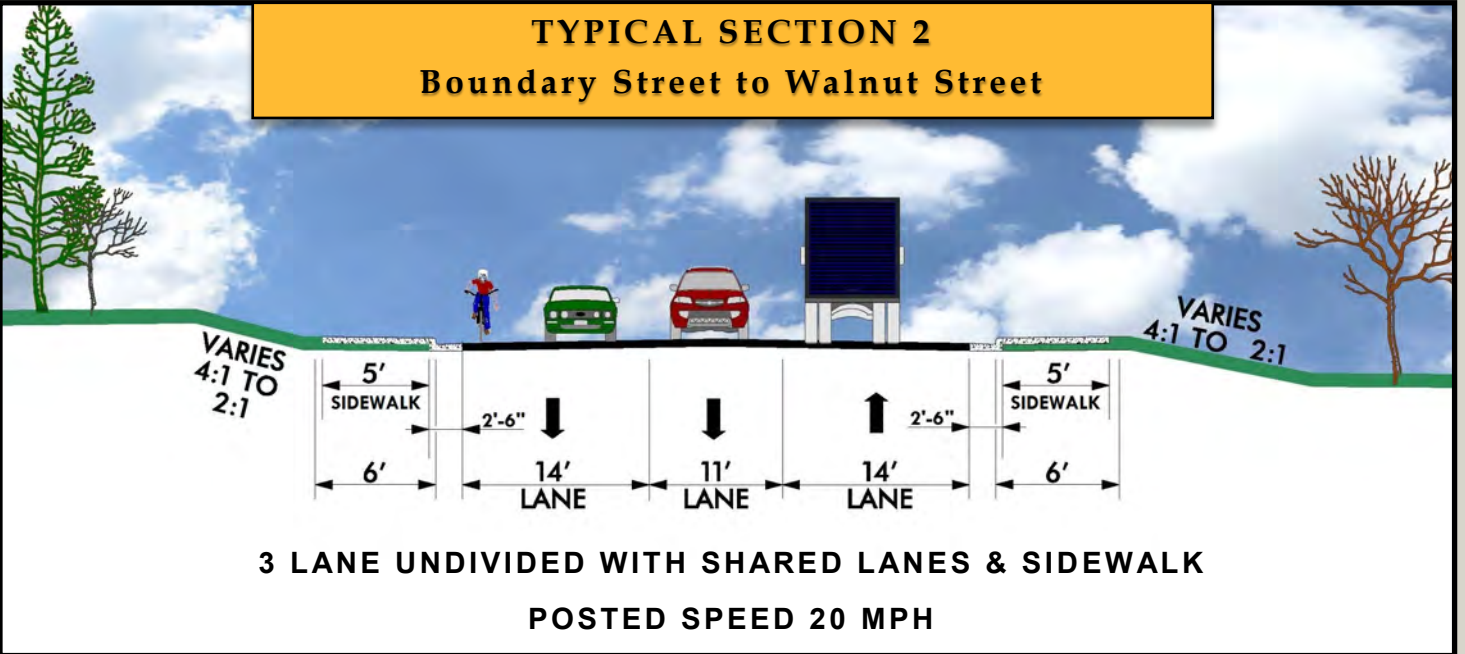 TYPICAL SECTION 2
Boundary Street to Walnut Street
VARIES
4:1 TO
2:1
VARIES
4:1 TO 2:1
5'
SIDEWALK
5'
SIDEWALK
2'-6"
2'-6"
6'
14'
LANE
11'
LANE
14'
LANE
6'
3 LANE UNDIVIDED WITH SHARED LANES & SIDEWALK
POSTED SPEED 20 MPH